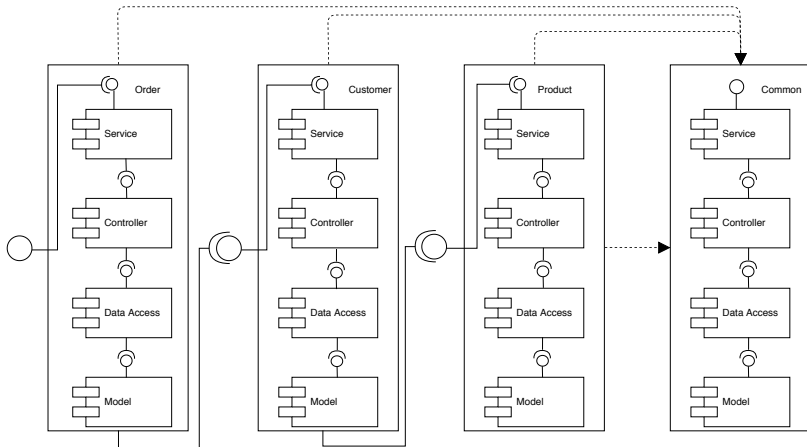 Order
Service
Controller
Data Access
Model
Customer
Service
Controller
Data Access
Model
Product
Service
Controller
Data Access
Model
Common
Service
Controller
Data Access
Model